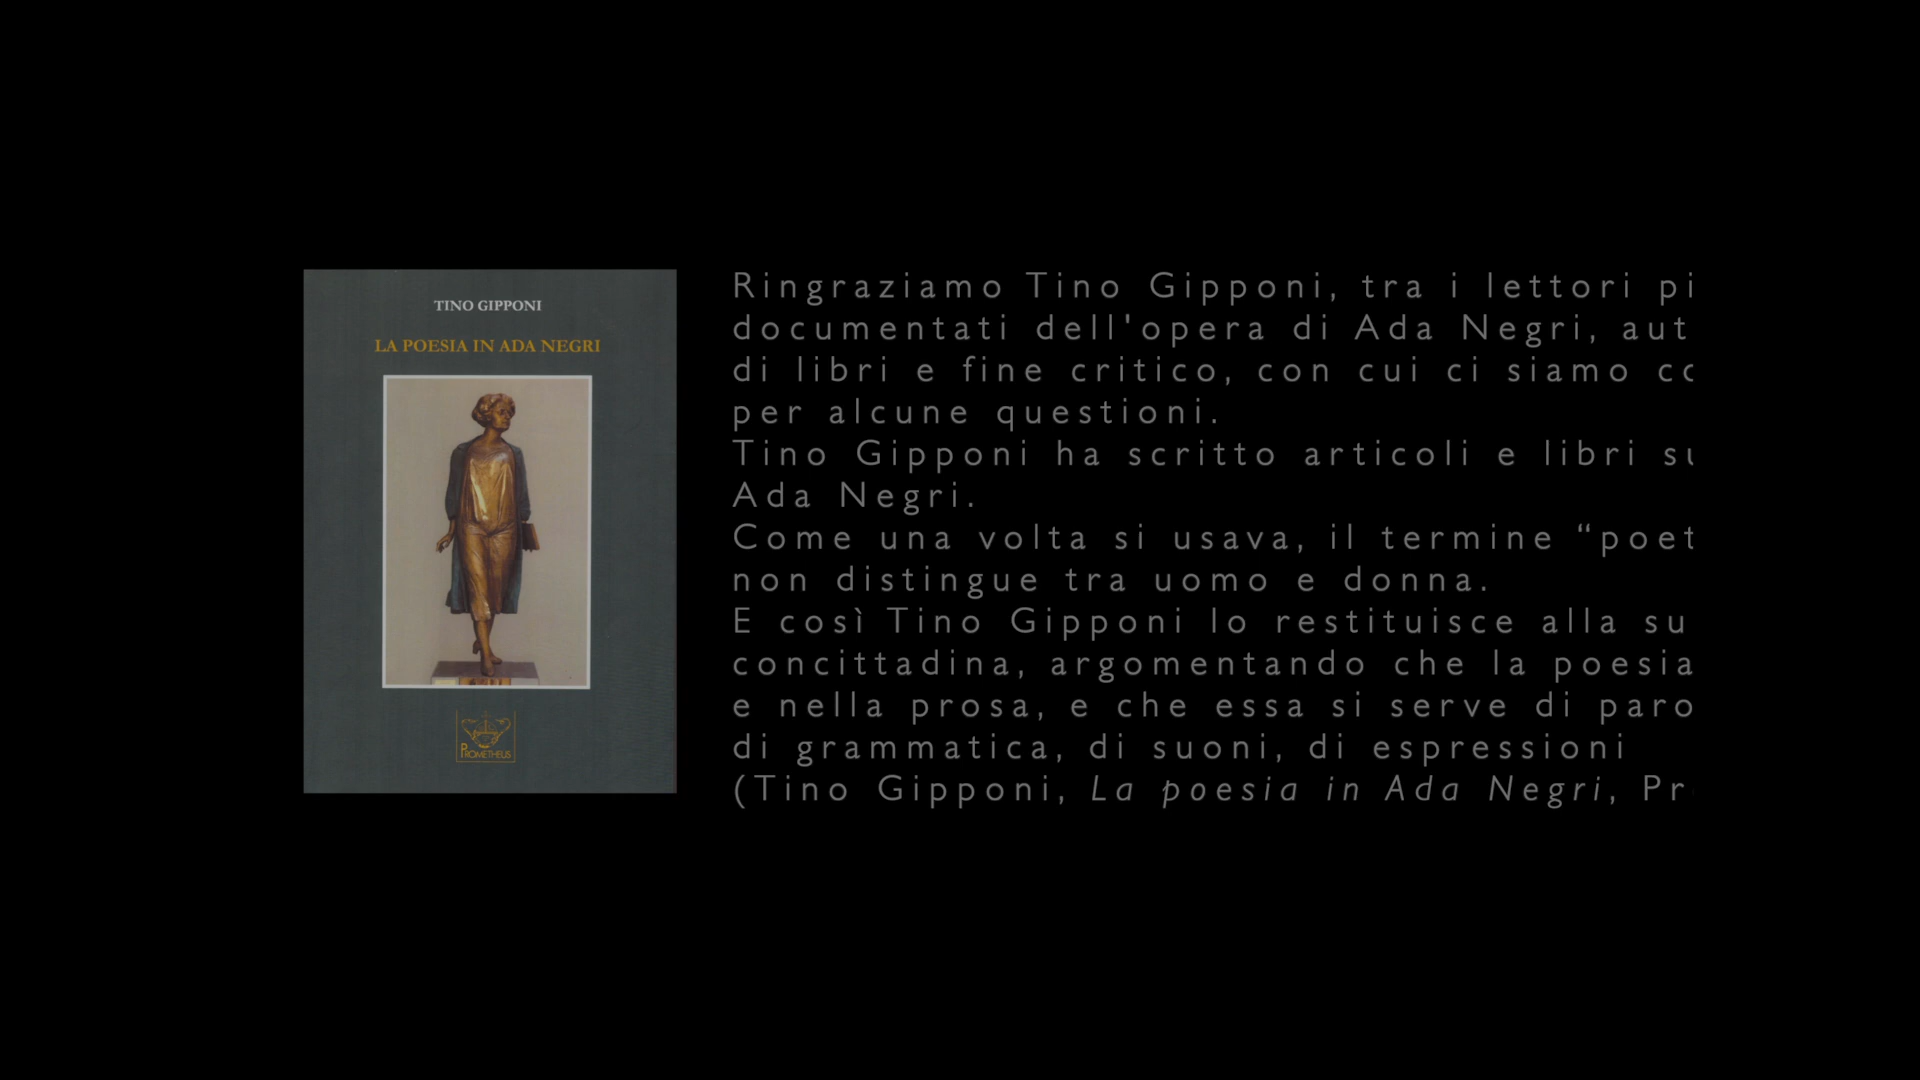 TINO GIPPONI
LA POESIA IN ADA NEGRI
PROMETHEUS
Ringraziamo Tino Gipponi, tra i lettori
documentati dell'opera di Ada Negri,
di libri e fine critico, con cui ci siamo
per alcune questioni.
Tino Gipponi ha scritto articoli e libri
Ada Negri.
Come una volta si usava, il termine
non distingue tra uomo e donna.
E così Tino Gipponi lo restituisce alla
concittadina, argomentando che la poesia
e nella prosa, e che essa si serve di
di grammatica, di suoni, di espressioni
(Tino Gipponi, La poesia in Ada Negri,